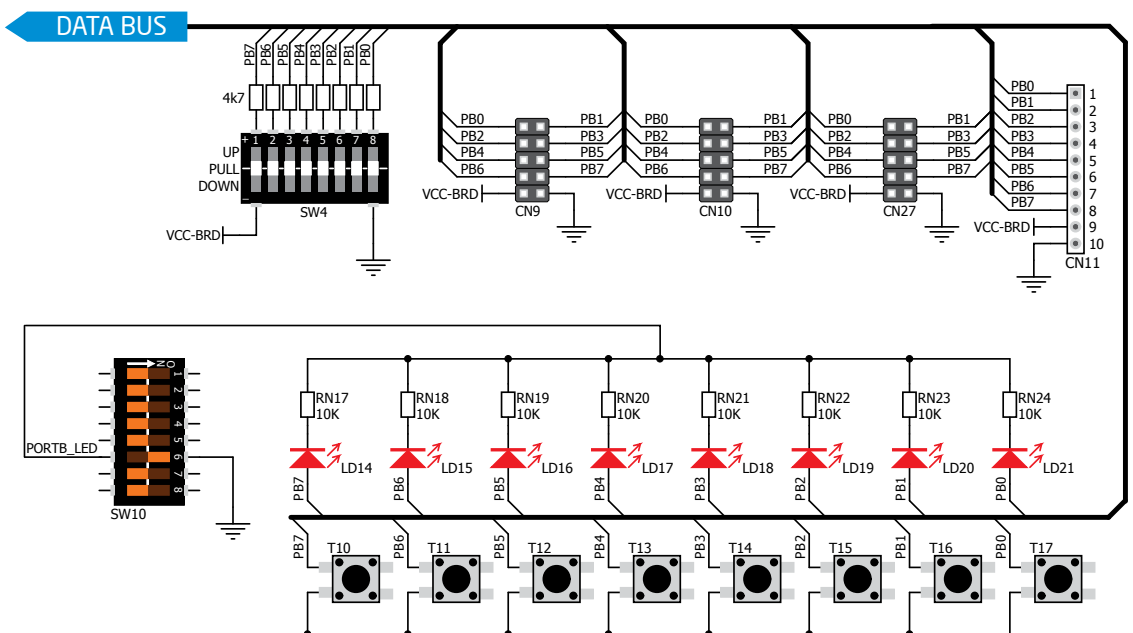 DATA BUS
PB7 PB6 PB5 PB4 PB3 PB2 PB1 PB0
4k7
+ 1 2 3 4 5 6 7 8
UP
PULL
DOWN
_
SW4
VCC-BRD
PB0 PB1
PB2 PB3
PB4 PB5
PB6 PB7
VCC-BRD
CN9
PB0 PB1
PB2 PB3
PB4 PB5
PB6 PB7
VCC-BRD
CN10
PB0 PB1
PB2 PB3
PB4 PB5
PB6 PB7
VCC-BRD
CN27
PB0 1
PB1 2
PB2 3
PB3 4
PB4 5
PB5 6
PB6 7
PB7 8
VCC-BRD 9
10
CN11
ON
1
2
3
4
5
6
7
8
PORTB_LED
SW10
RN17 RN18 RN19 RN20 RN21 RN22 RN23 RN24
10K 10K 10K 10K 10K 10K 10K 10K
LD14 LD15 LD16 LD17 LD18 LD19 LD20 LD21
PB7 PB6 PB5 PB4 PB3 PB2 PB1 PB0
PB7 PB6 PB5 PB4 PB3 PB2 PB1 PB0
T10 T11 T12 T13 T14 T15 T16 T17